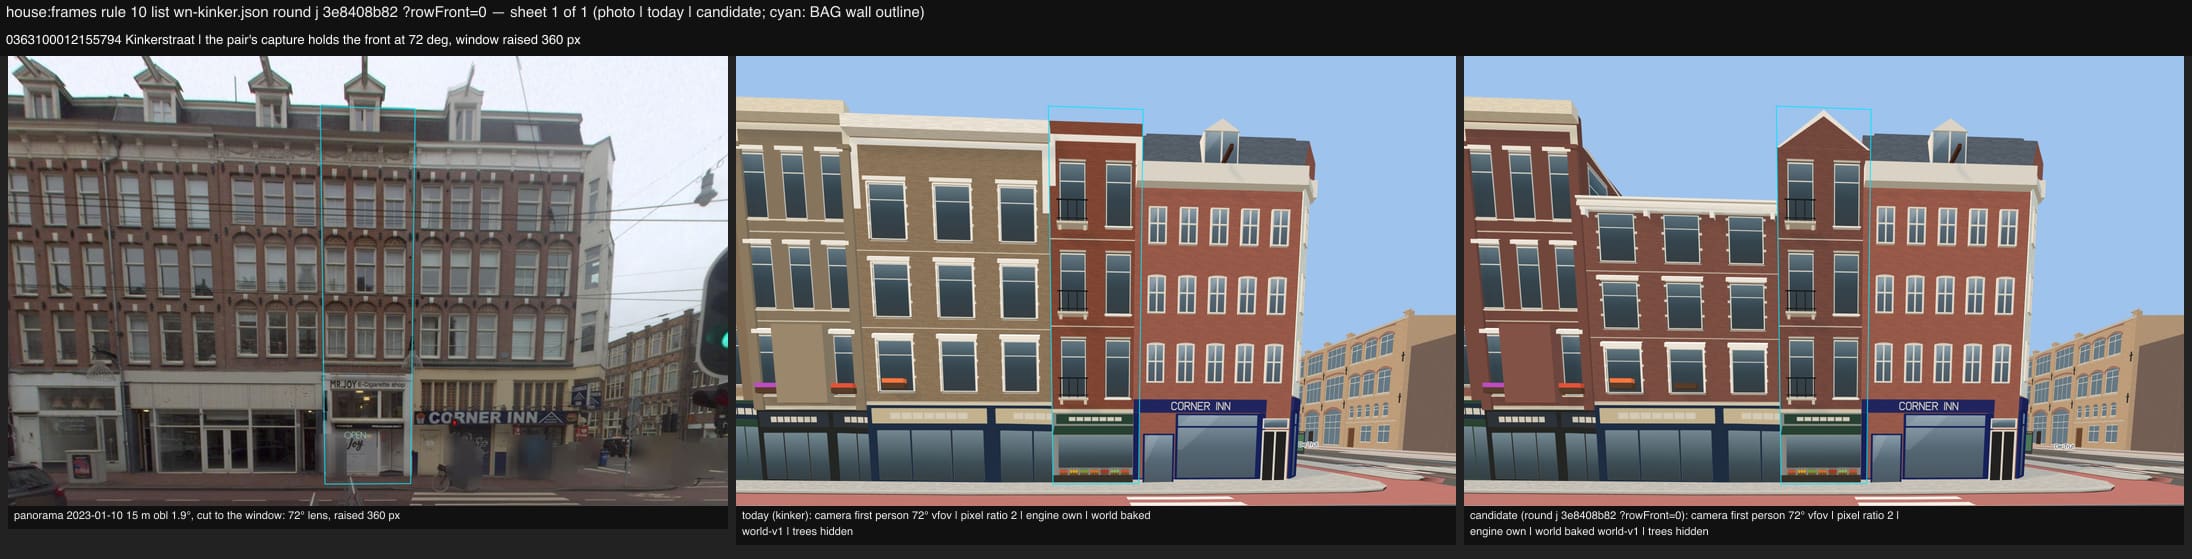 house:frames rule 10 list wn-kinker.json round j 3e8408b82 ?rowFront=0 — sheet 1 of 1 (photo | today | candidate; cyan: BAG wall outline)
0363100012155794 Kinkerstraat | the pair's capture holds the front at 72 deg, window raised 360 px
MR.JOY E-Cigarette shop
OPEN
Joy
CORNER INN
CORNER INN
CORNER INN
panorama 2023-01-10 15 m obl 1.9°, cut to the window: 72° lens, raised 360 px
today (kinker): camera first person 72° vfov | pixel ratio 2 | engine own | world baked
world-v1 | trees hidden
candidate (round j 3e8408b82 ?rowFront=0): camera first person 72° vfov | pixel ratio 2 |
engine own | world baked world-v1 | trees hidden